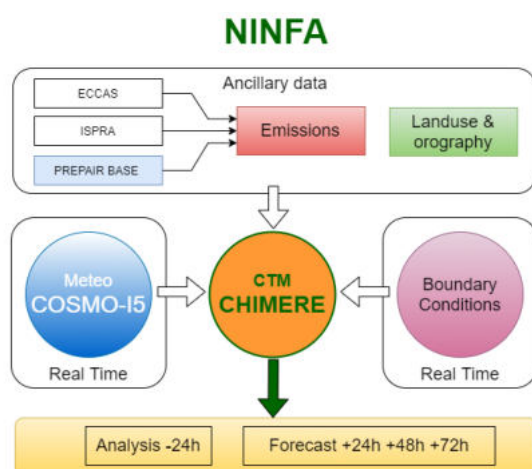 NINFA
Ancillary data
ECCAS
ISPRA
PREPAIR BASE
Emissions
Landuse &
orography
Meteo
COSMO-I5
Real Time
CTM
CHIMERE
Boundary
Conditions
Real Time
Analysis -24h
Forecast +24h +48h +72h